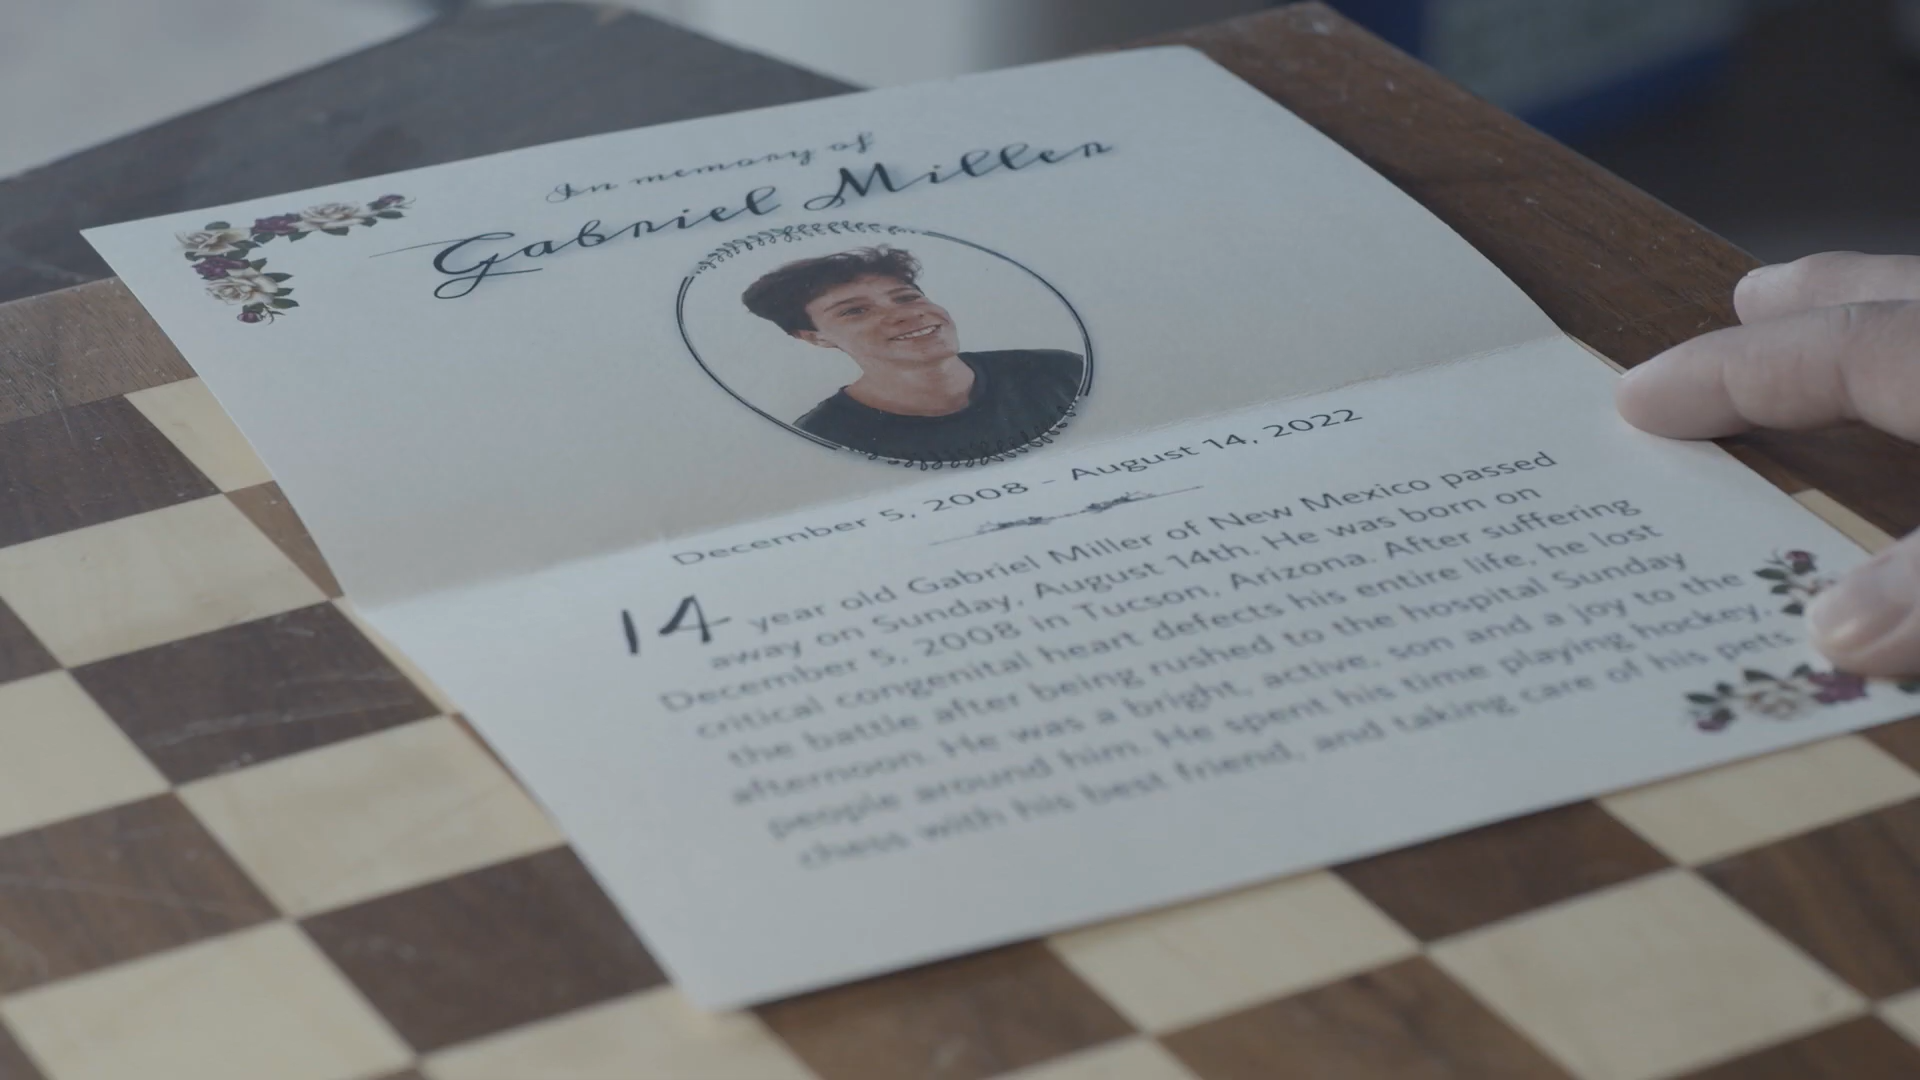 In memory of
Gabriel Miller
December 5, 2008 - August 14, 2022
14 year old Gabriel Miller of New Mexico passed
away on Sunday, August 14th. He was born on
December 5, 2008 in Tucson, Arizona. After suffering
critical congenital heart defects his entire life, he lost
the battle after being rushed to the hospital Sunday
afternoon. He was a bright, active, son and a joy to the
people around him. He spent his time playing hockey,
chess with his best friend, and taking care of his pets.